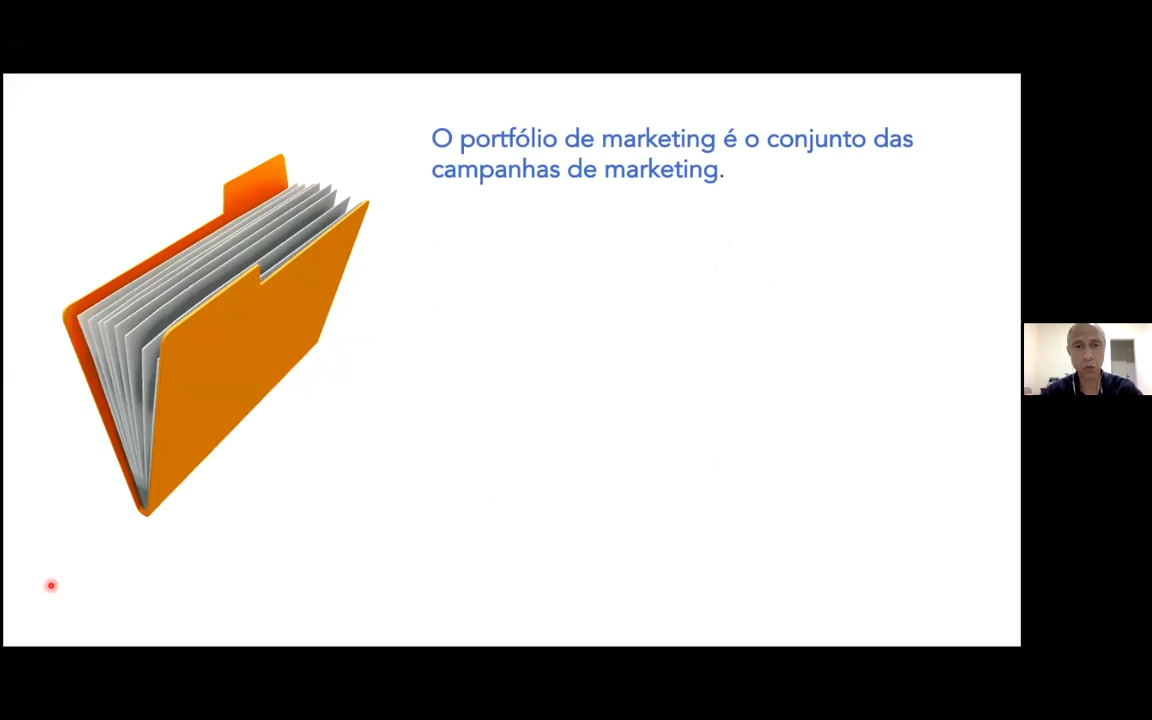 O portfólio de marketing é o conjunto das
campanhas de marketing.